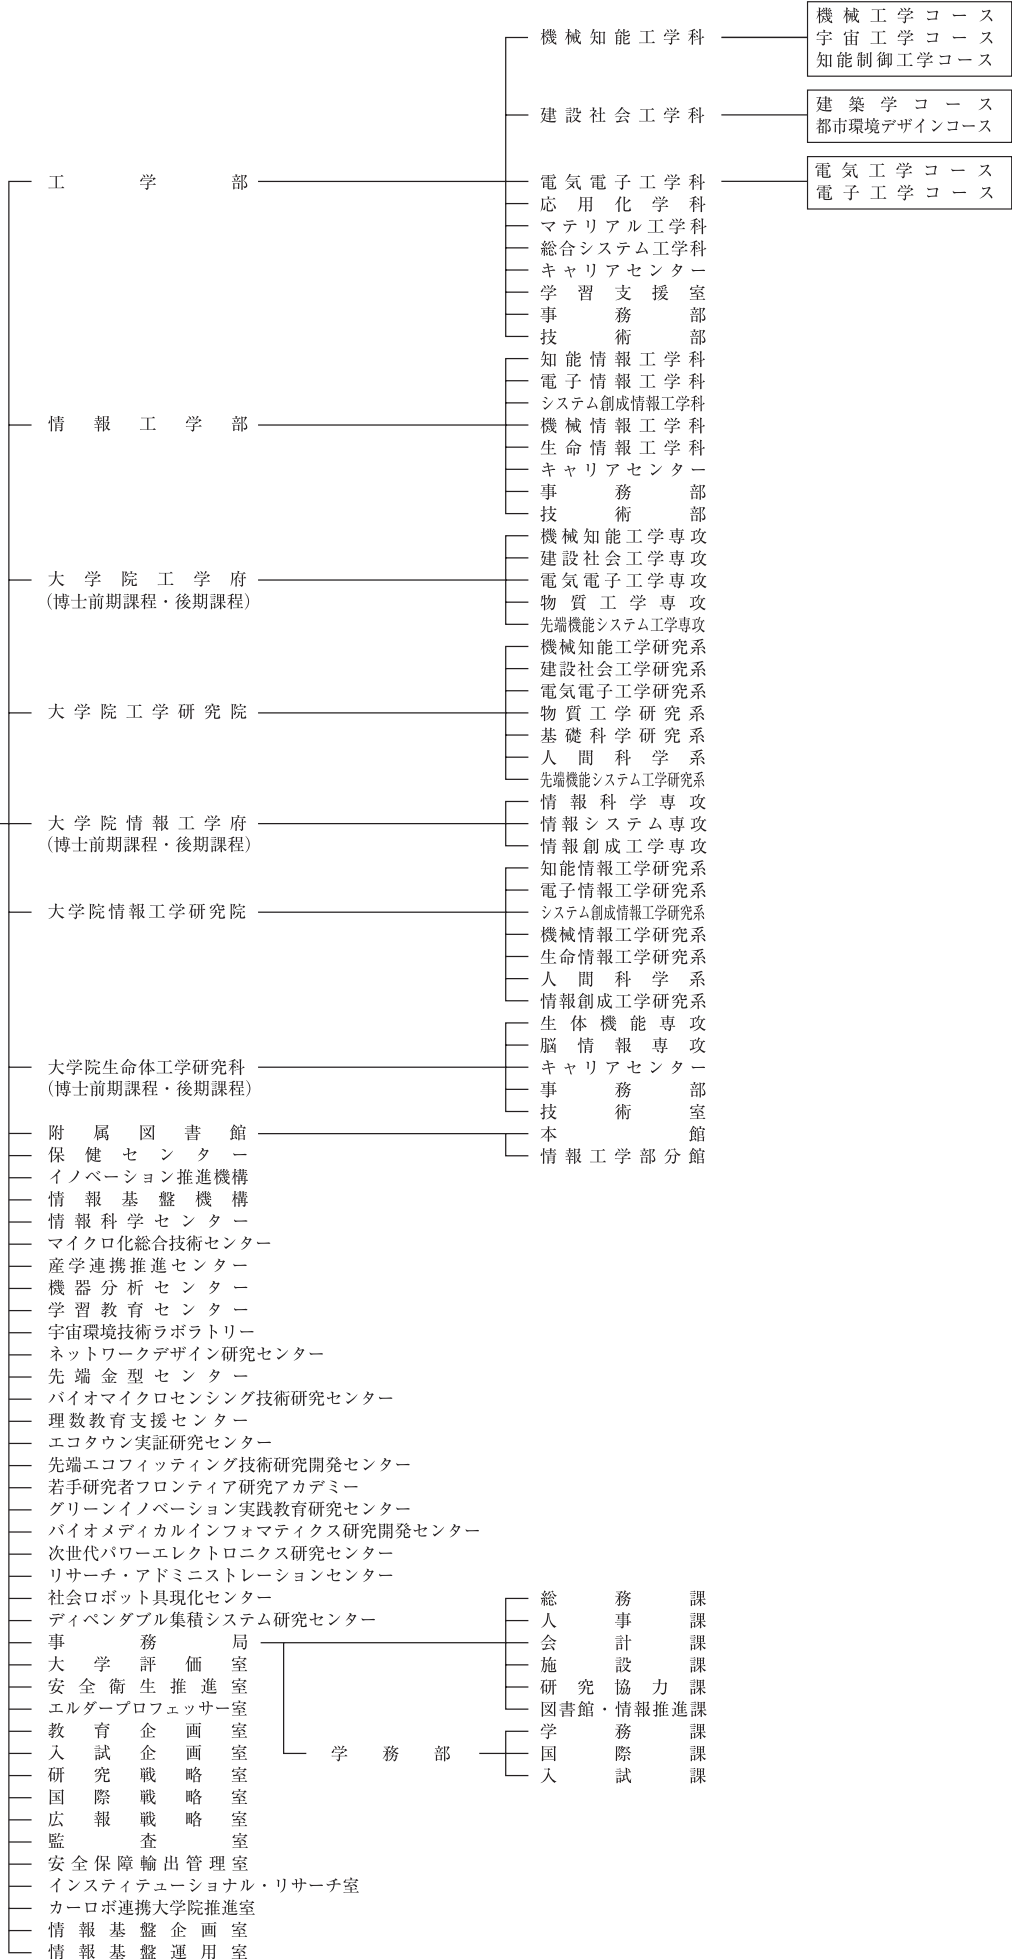 工学部
機械知能工学科
機械工学コース
宇宙工学コース
知能制御工学コース
建設社会工学科
建築学コース
都市環境デザインコース
電気電子工学科
電気工学コース
電子工学コース
応用化学科
マテリアル工学科
総合システム工学科
キャリアセンター
学習支援室
事務部
技術部
情報工学部
知能情報工学科
電子情報工学科
システム創成情報工学科
機械情報工学科
生命情報工学科
キャリアセンター
事務部
技術部
大学院工学府
(博士前期課程・後期課程)
機械知能工学専攻
建設社会工学専攻
電気電子工学専攻
物質工学専攻
先端機能システム工学専攻
大学院工学研究院
機械知能工学研究系
建設社会工学研究系
電気電子工学研究系
物質工学研究系
基礎科学研究系
人間科学系
先端機能システム工学研究系
大学院情報工学府
(博士前期課程・後期課程)
情報科学専攻
情報システム専攻
情報創成工学専攻
大学院情報工学研究院
知能情報工学研究系
電子情報工学研究系
システム創成情報工学研究系
機械情報工学研究系
生命情報工学研究系
人間科学系
情報創成工学研究系
大学院生命体工学研究科
(博士前期課程・後期課程)
生体機能専攻
脳情報専攻
キャリアセンター
事務部
技術室
附属図書館
本館
情報工学部分館
保健センター
イノベーション推進機構
情報基盤機構
情報科学センター
マイクロ化総合技術センター
産学連携推進センター
機器分析センター
学習教育センター
宇宙環境技術ラボラトリー
ネットワークデザイン研究センター
先端金型センター
バイオマイクロセンシング技術研究センター
理数教育支援センター
エコタウン実証研究センター
先端エコフィッティング技術研究開発センター
若手研究者フロンティア研究アカデミー
グリーンイノベーション実践教育研究センター
バイオメディカルインフォマティクス研究開発センター
次世代パワーエレクトロニクス研究センター
リサーチ・アドミニストレーションセンター
社会ロボット具現化センター
ディペンダブル集積システム研究センター
事務局
総務課
人事課
会計課
施設課
研究協力課
図書館・情報推進課
学務部
学務課
国際課
入試課
大学評価室
安全衛生推進室
エルダープロフェッサー室
教育企画室
入試企画室
研究戦略室
国際戦略室
広報戦略室
監査室
安全保障輸出管理室
インスティテューショナル・リサーチ室
カーロボ連携大学院推進室
情報基盤企画室
情報基盤運用室